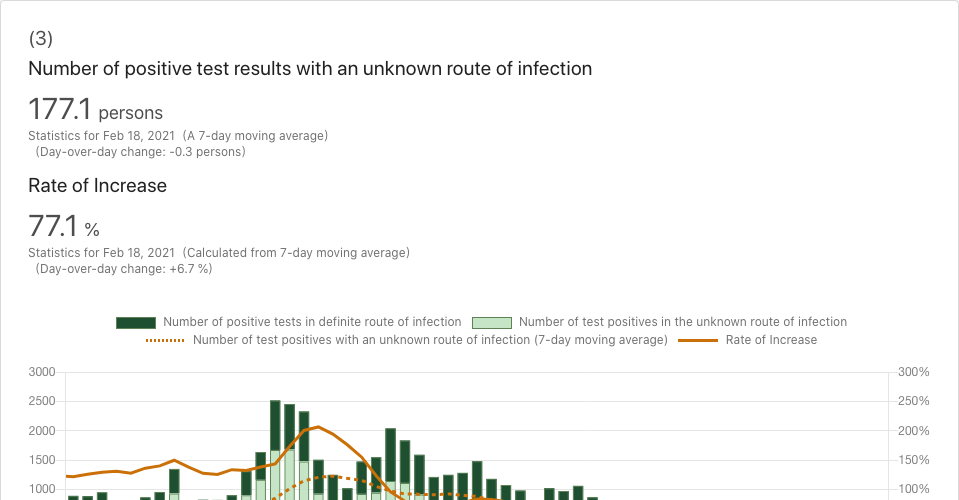 (3)
Number of positive test results with an unknown route of infection
177.1 persons
Statistics for Feb 18, 2021 (A 7-day moving average)
(Day-over-day change: -0.3 persons)
Rate of Increase
77.1 %
Statistics for Feb 18, 2021 (Calculated from 7-day moving average)
(Day-over-day change: +6.7 %)
Number of positive tests in definite route of infection Number of test positives in the unknown route of infection
Number of test positives with an unknown route of infection (7-day moving average) Rate of Increase
3000 300%
2500 250%
2000 200%
1500 150%
1000 100%